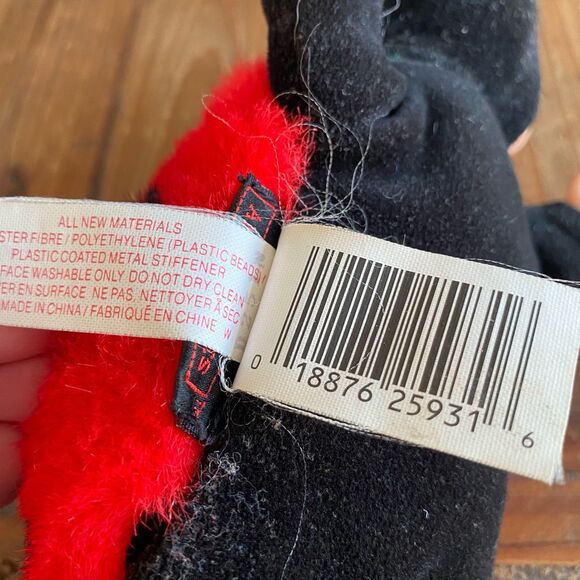 ALL NEW MATERIALS
STER FIBRE / POLYETHYLENE (PLASTIC BEADS) /
PLASTIC COATED METAL STIFFENER
FACE WASHABLE ONLY. DO NOT DRY CLEAN
VER EN SURFACE NE PAS. NETTOYER À SEC
MADE IN CHINA / FABRIQUÉ EN CHINE W
0 18876 25931 6